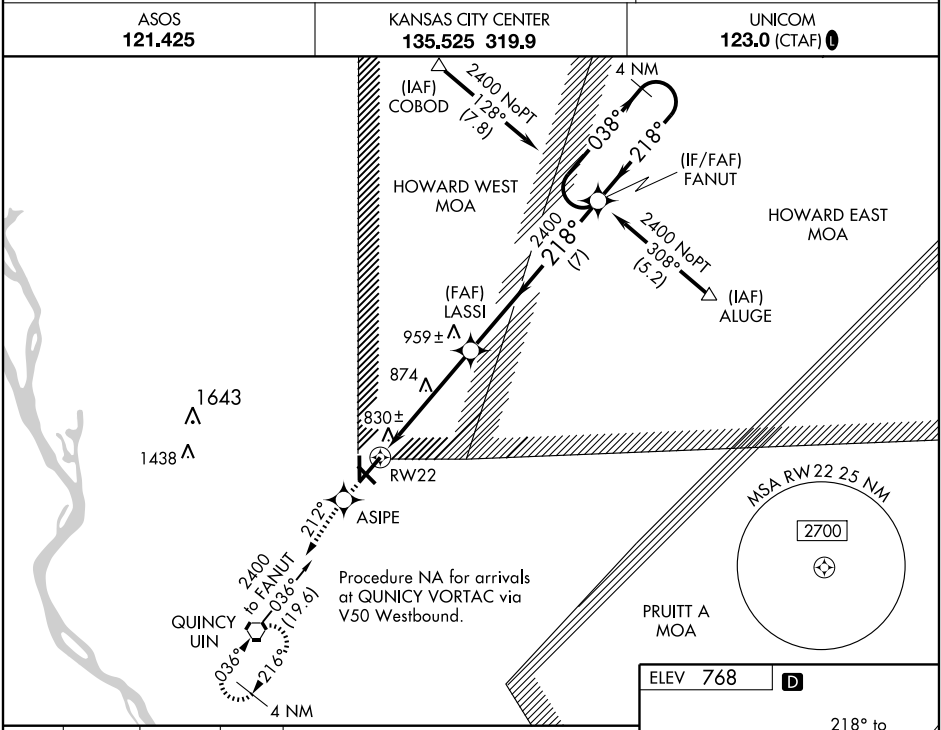 ASOS
121.425
KANSAS CITY CENTER
135.525 319.9
UNICOM
123.0 (CTAF) L
(IAF)
COBOD
2400 NoPT
128°
(7.8)
4 NM
038°
218°
(IF/FAF)
FANUT
HOWARD WEST
MOA
HOWARD EAST
MOA
2400
218°
(7)
2400 NoPT
308°
(5.2)
(IAF)
ALUGE
(FAF)
LASSI
959 ±
874
830 ±
1643
1438
RW22
ASIPE
212°
2400
to FANUT
036°
(19.6)
QUINCY
UIN
036°
216°
4 NM
Procedure NA for arrivals
at QUNICY VORTAC via
V50 Westbound.
MSA RW 22 25 NM
2700
PRUITT A
MOA
ELEV 768
D
218° to